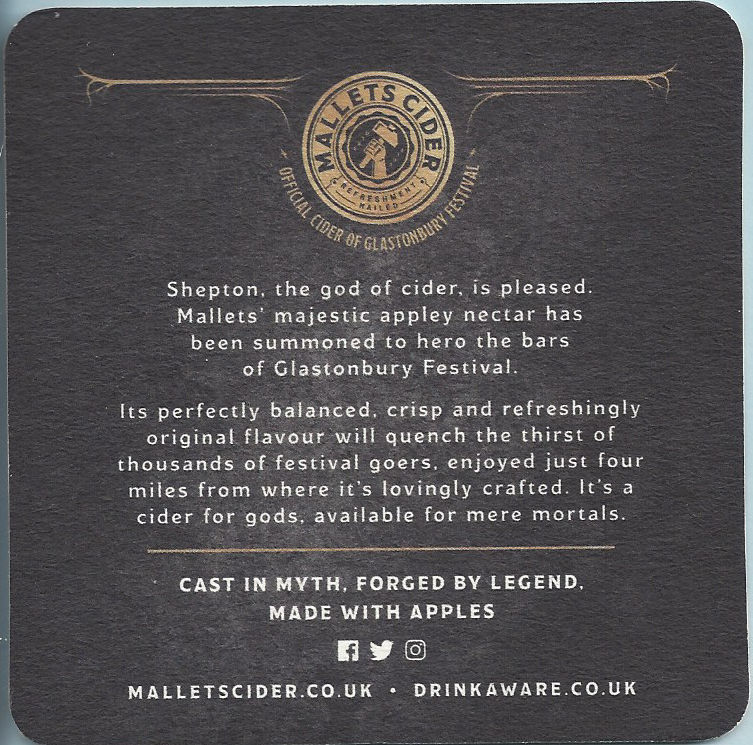 MALLETS CIDER
REFRESHMENT
HAILED
OFFICIAL CIDER OF GLASTONBURY FESTIVAL
Shepton, the god of cider, is pleased.
Mallets' majestic appley nectar has
been summoned to hero the bars
of Glastonbury Festival.
Its perfectly balanced, crisp and refreshingly
original flavour will quench the thirst of
thousands of festival goers, enjoyed just four
miles from where it's lovingly crafted. It's a
cider for gods, available for mere mortals.
CAST IN MYTH, FORGED BY LEGEND,
MADE WITH APPLES
MALLETSCIDER.CO.UK • DRINKAWARE.CO.UK